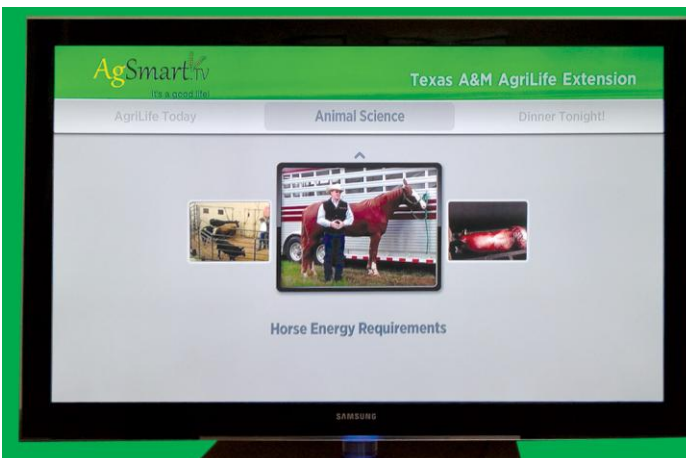 AgSmart.TV
it's a good life!
Texas A&M AgriLife Extension
AgriLife Today
Animal Science
Dinner Tonight!
Horse Energy Requirements
SAMSUNG